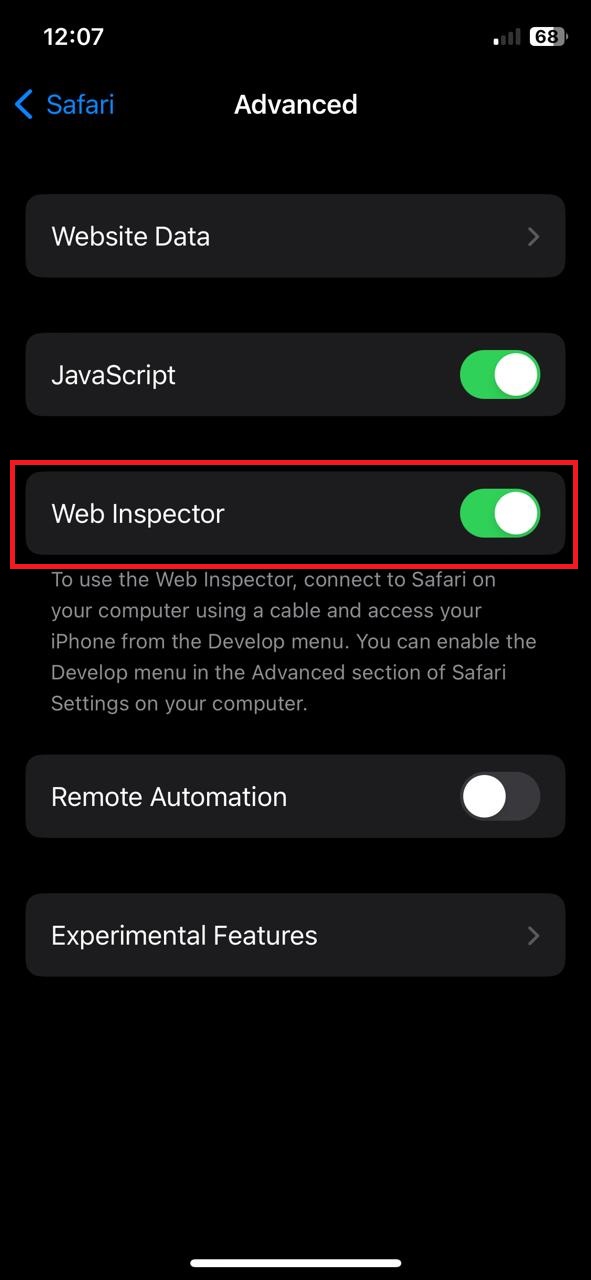 12:07
68
Safari
Advanced
Website Data
JavaScript
Web Inspector
To use the Web Inspector, connect to Safari on
your computer using a cable and access your
iPhone from the Develop menu. You can enable the
Develop menu in the Advanced section of Safari
Settings on your computer.
Remote Automation
Experimental Features